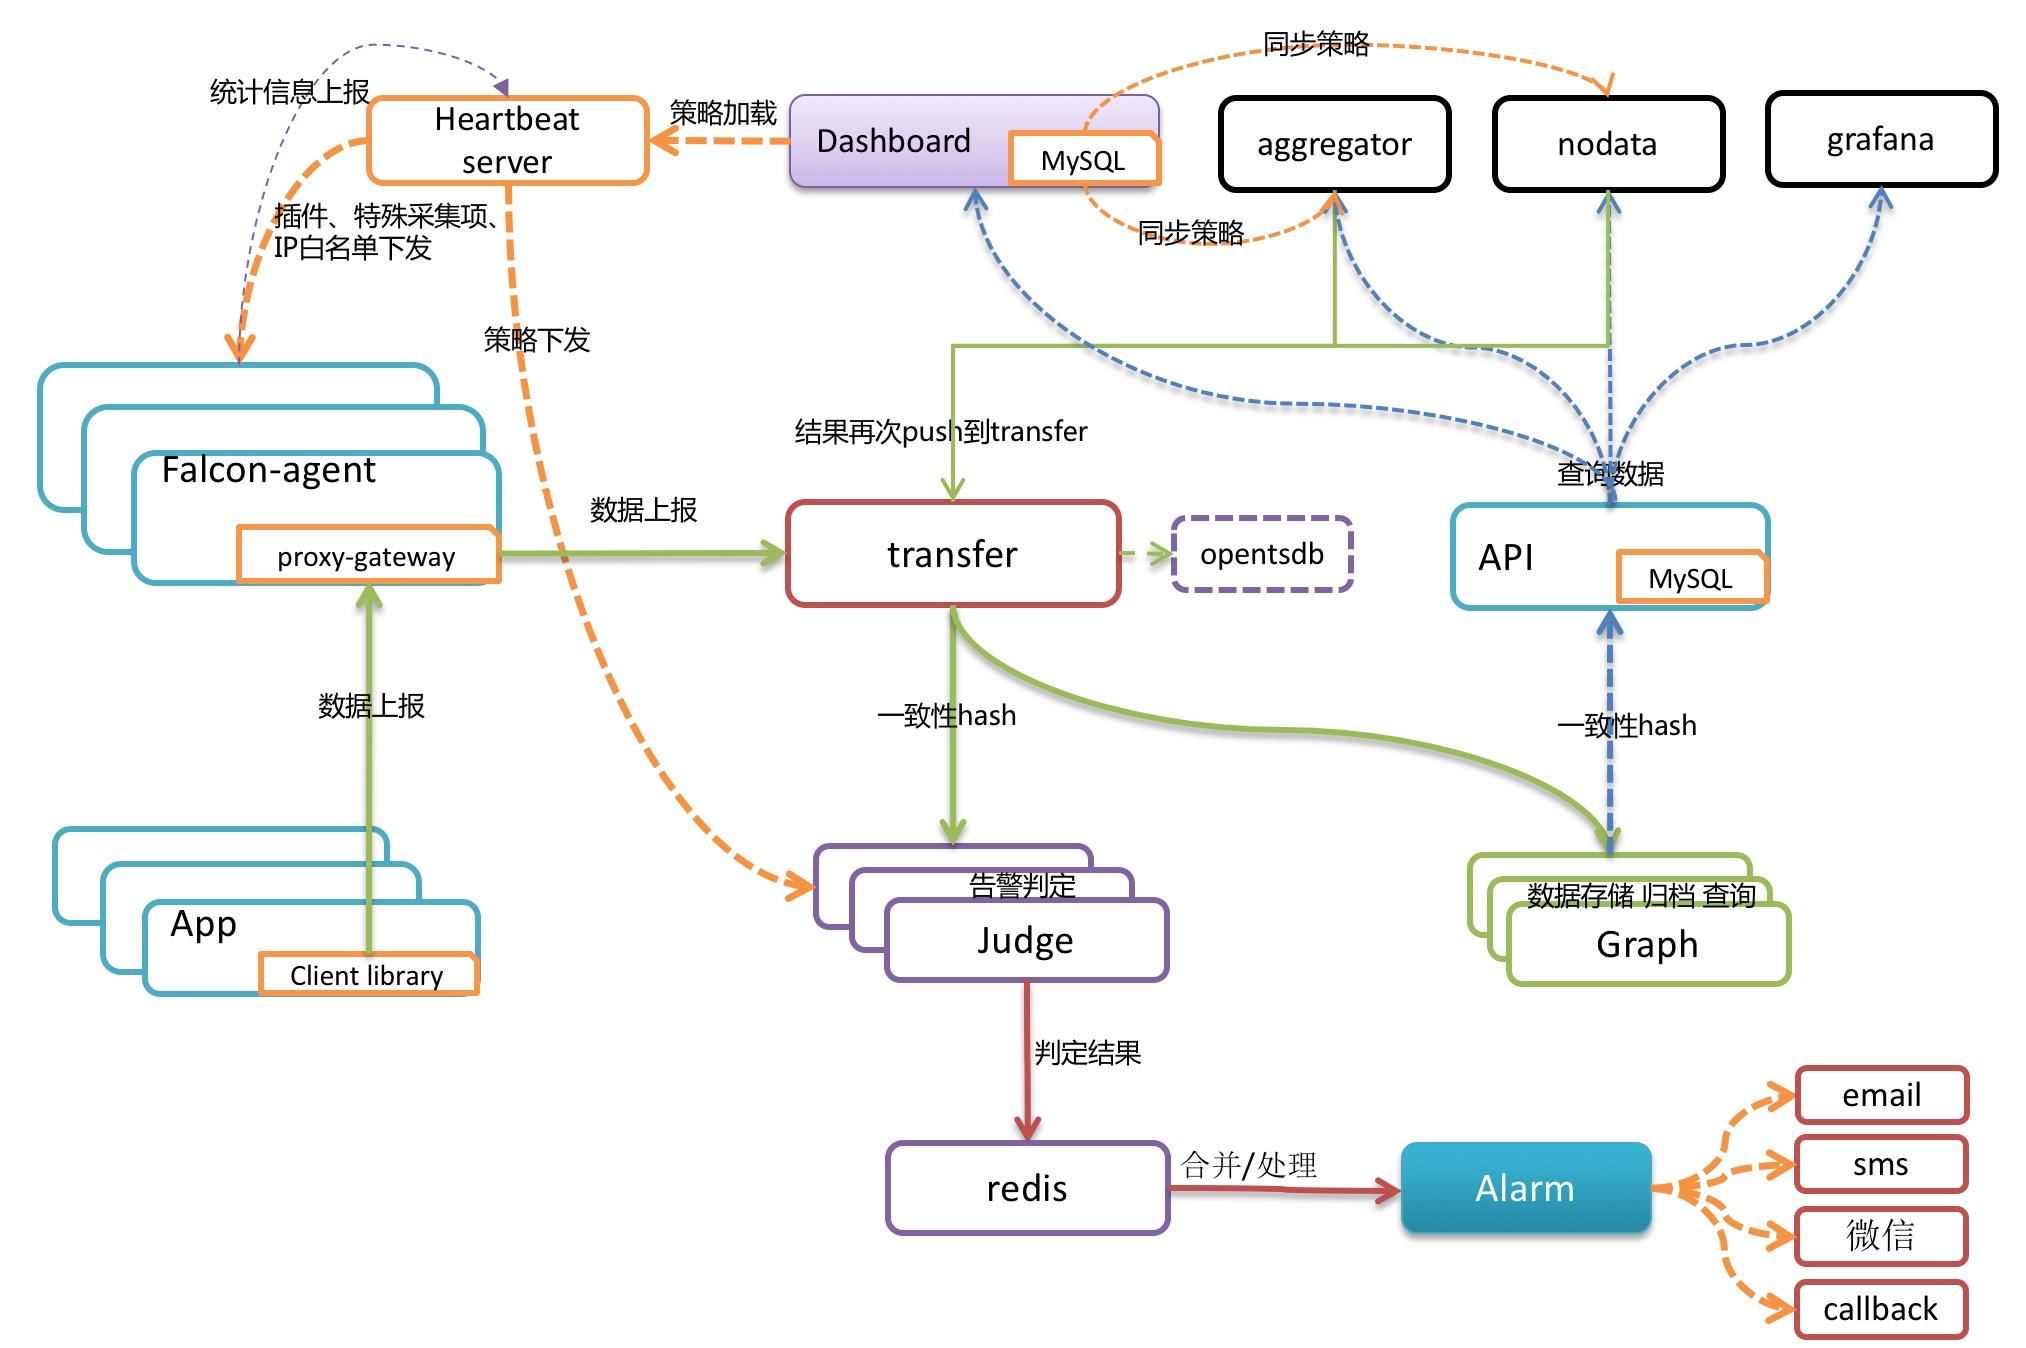 同步策略
统计信息上报
Heartbeat
server
策略加载
Dashboard
MySQL
aggregator
nodata
grafana
插件、特殊采集项、
IP白名单下发
同步策略
策略下发
结果再次push到transfer
查询数据
Falcon-agent
proxy-gateway
数据上报
transfer
opentsdb
API
MySQL
数据上报
一致性hash
一致性hash
App
Client library
告警判定
Judge
数据存储 归档 查询
Graph
判定结果
redis
合并/处理
Alarm
email
sms
微信
callback